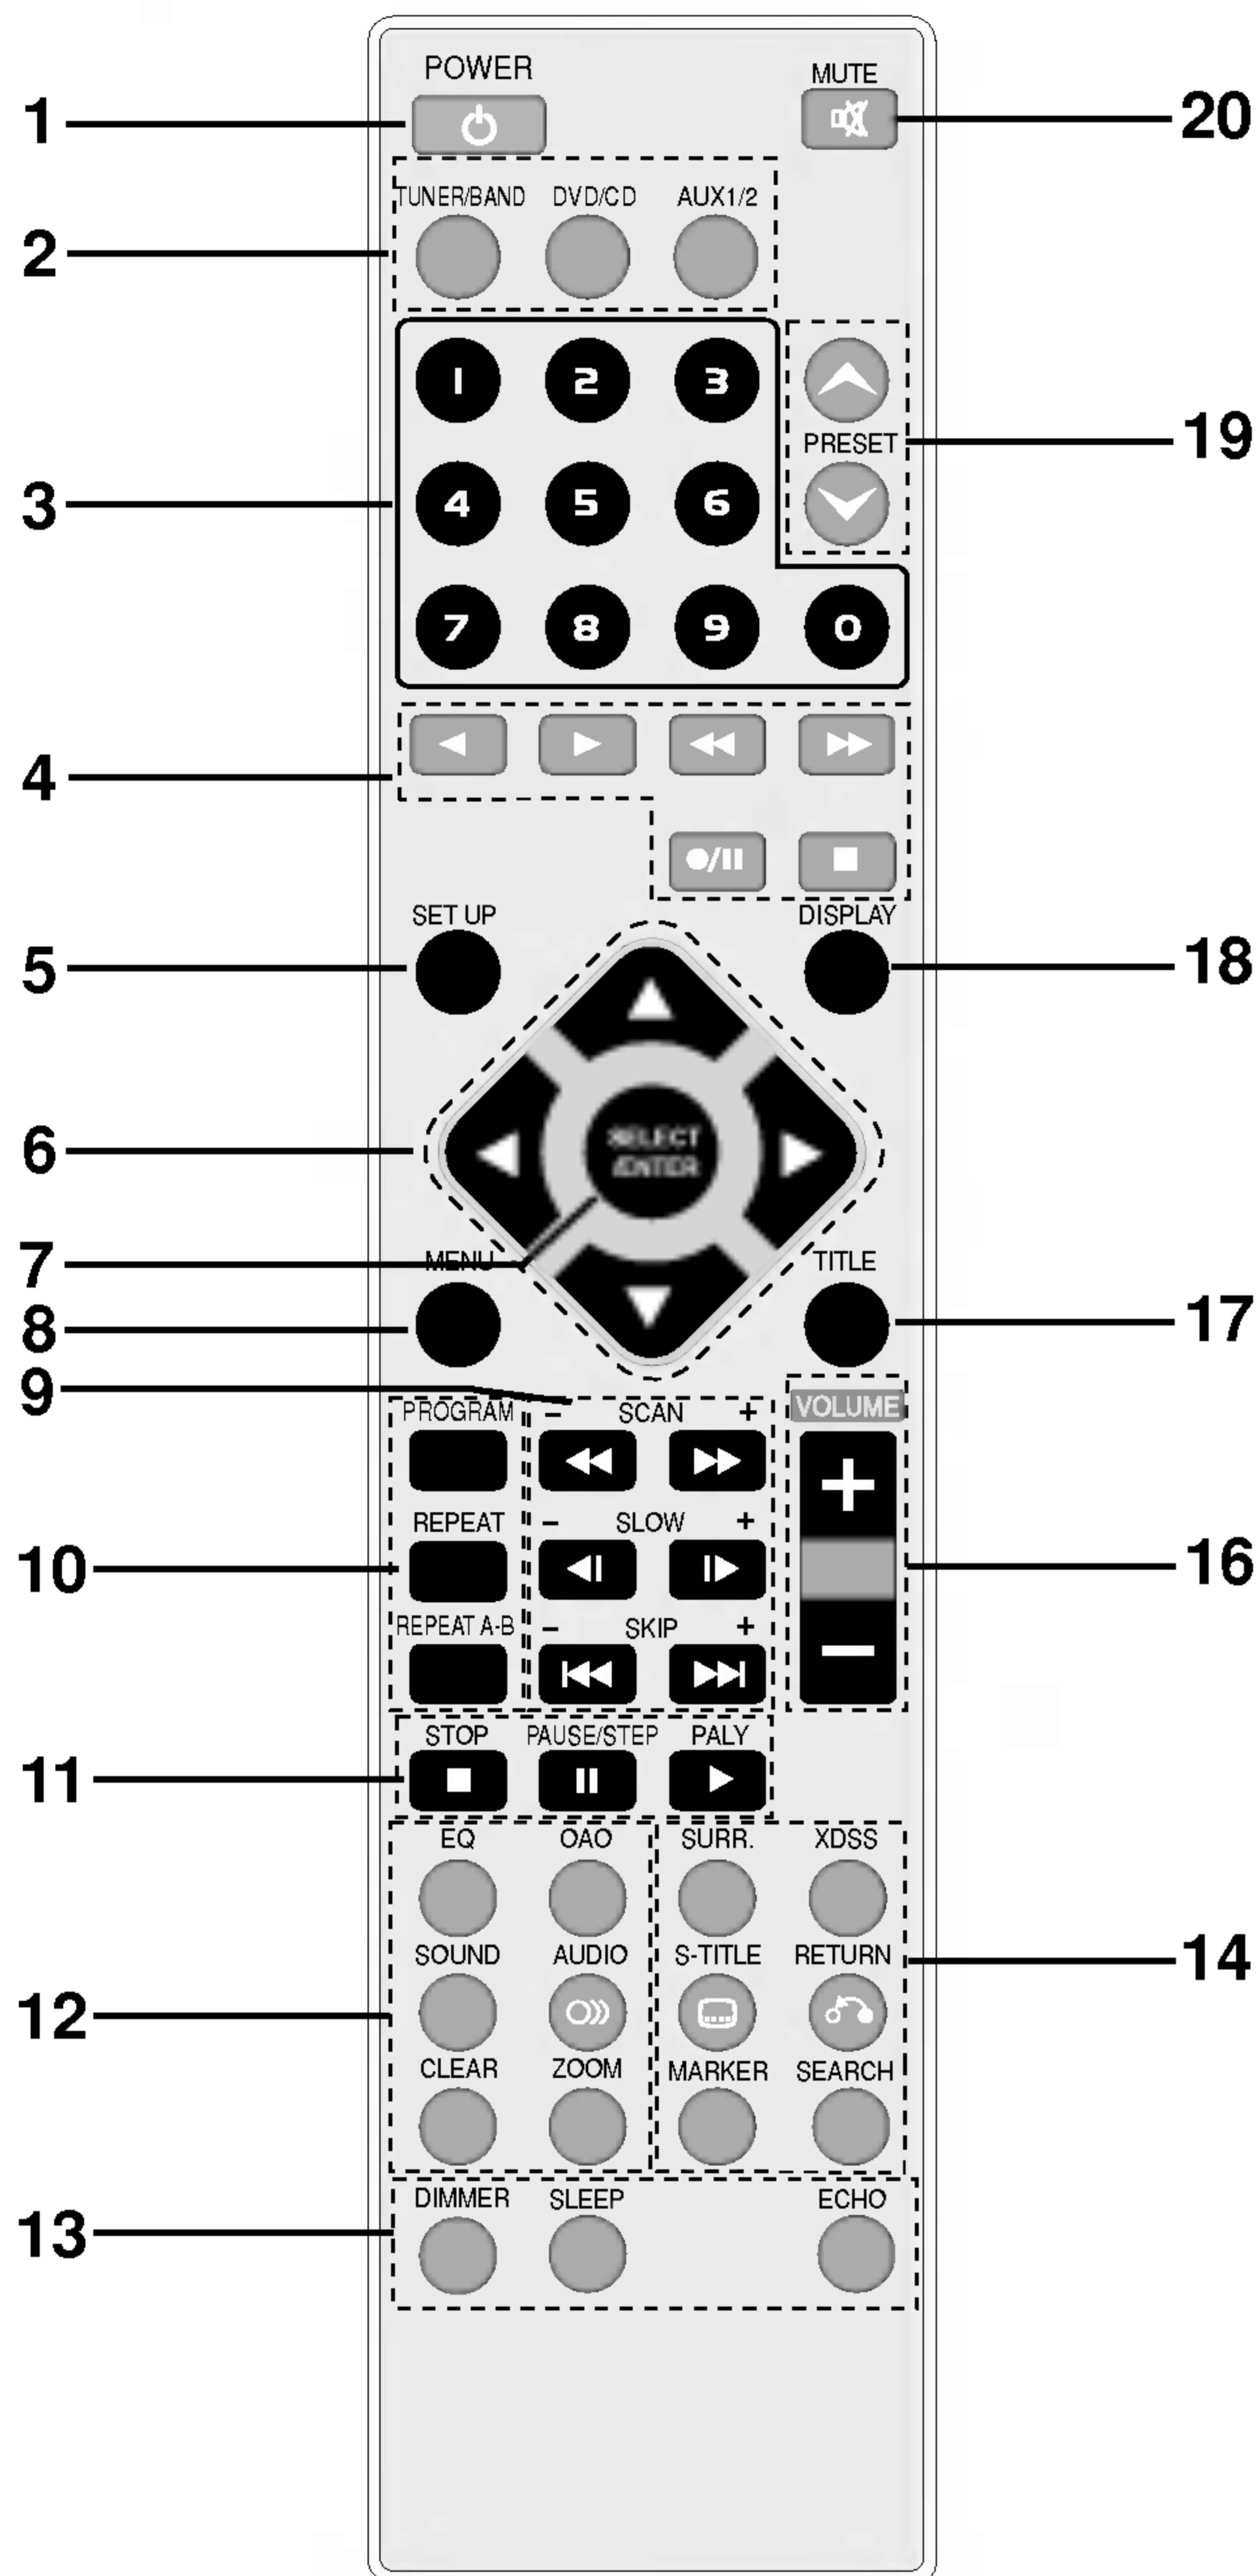 POWER
MUTE
1
20
TUNER/BAND DVD/CD AUX1/2
2
1 2 3
19
PRESET
3
4 5 6
7 8 9 0
4
●/II
SET UP
DISPLAY
5
18
6
SELECT
/ENTER
7
MENU
TITLE
8
17
9
PROGRAM
– SCAN +
VOLUME
+
REPEAT
– SLOW +
10
16
REPEAT A-B
– SKIP +
–
STOP PAUSE/STEP PALY
11
EQ OAO SURR. XDSS
SOUND AUDIO S-TITLE RETURN
14
12
CLEAR ZOOM MARKER SEARCH
DIMMER SLEEP ECHO
13